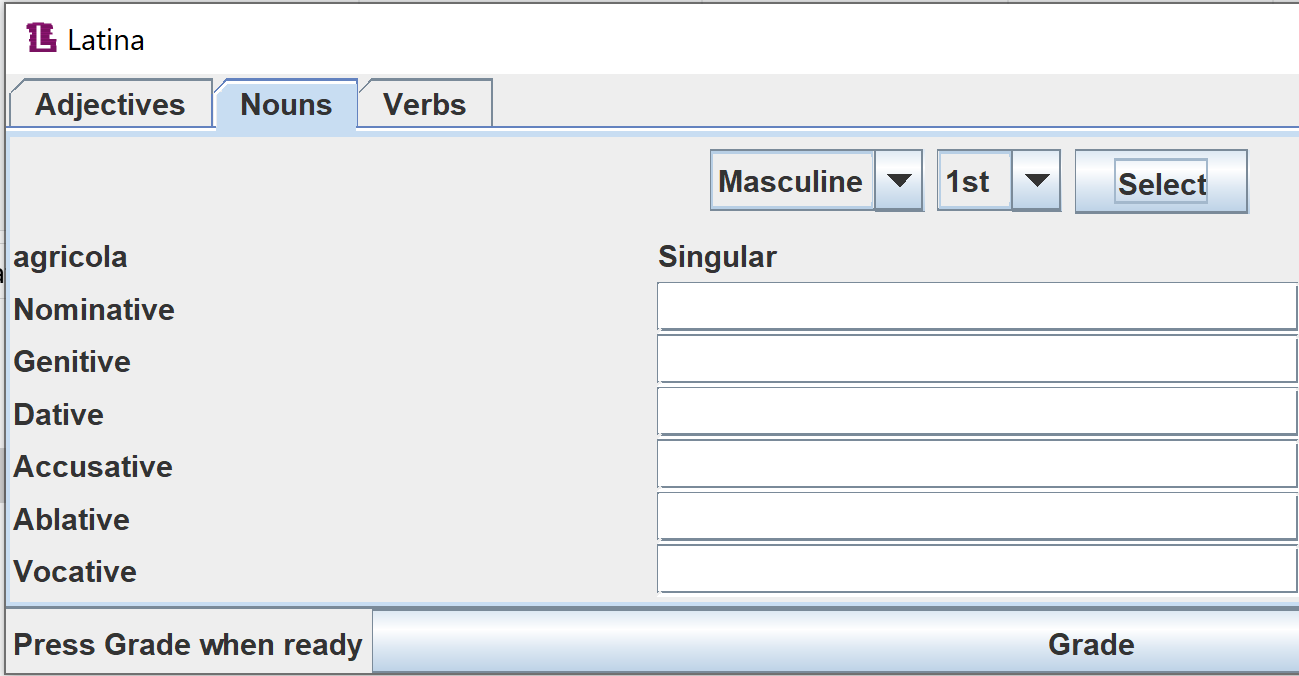 Latina
Adjectives Nouns Verbs
Masculine 1st Select
agricola Singular
Nominative
Genitive
Dative
Accusative
Ablative
Vocative
Press Grade when ready Grade